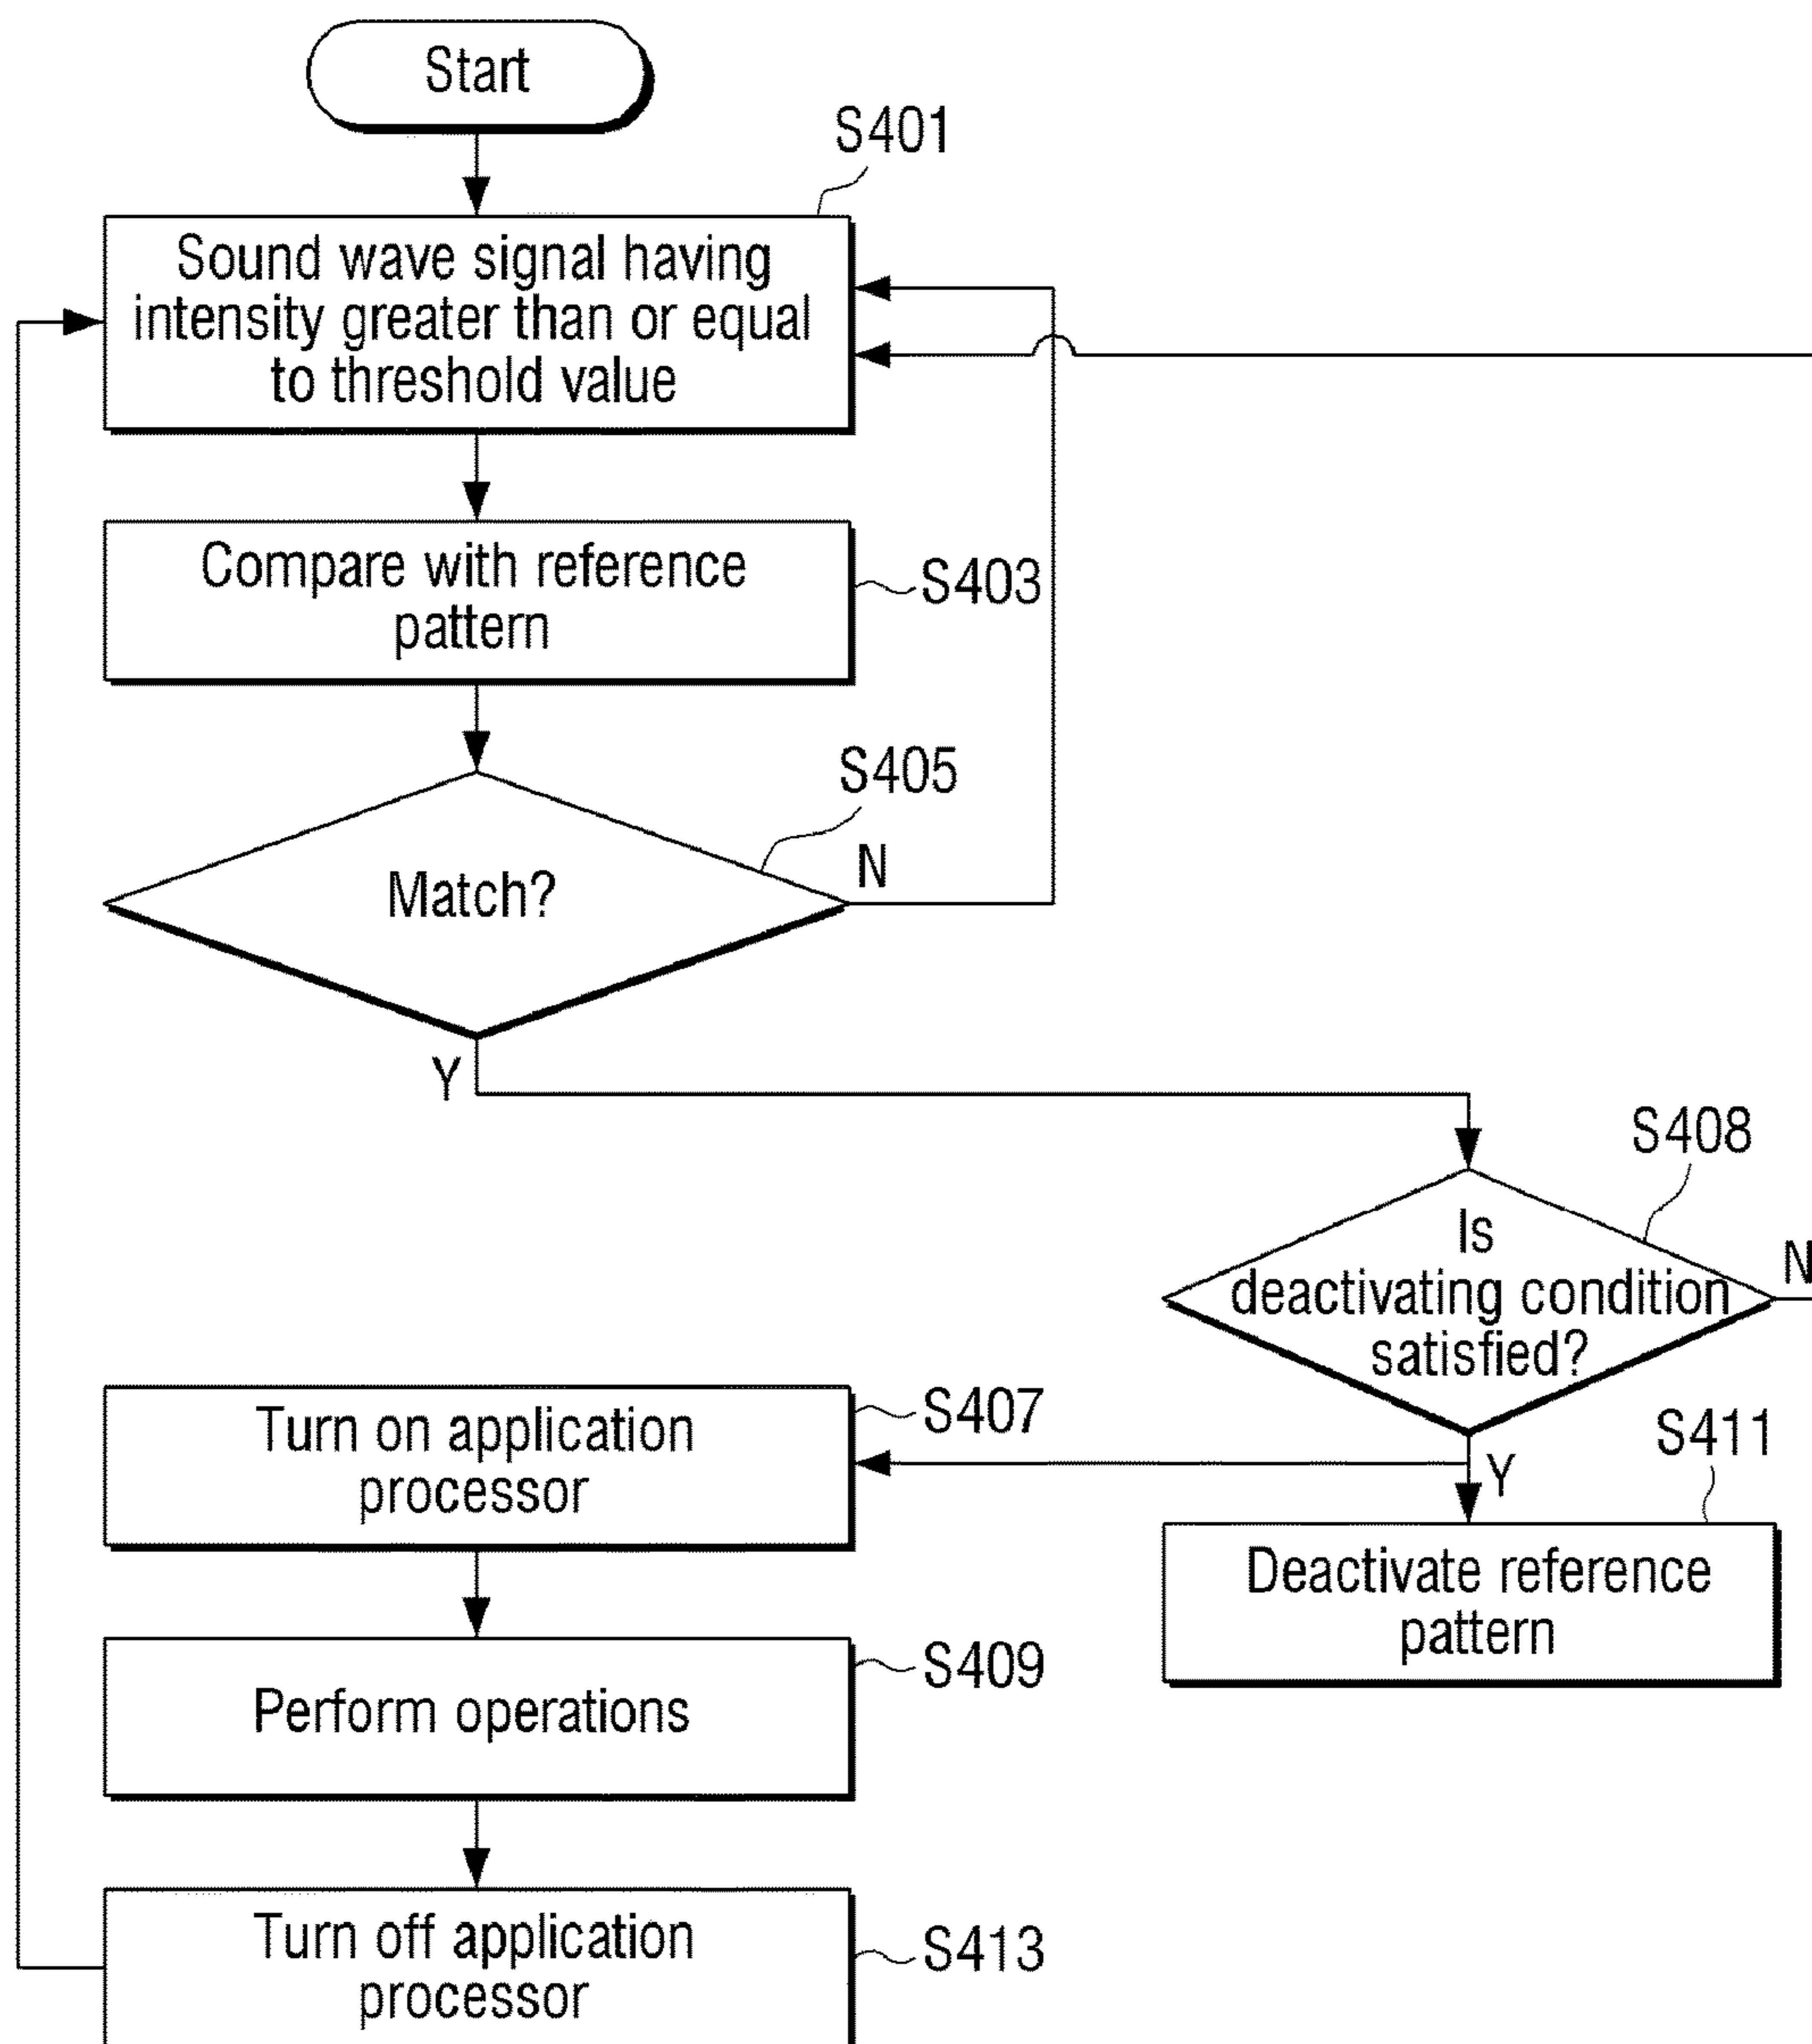 Start
S401
Sound wave signal having
intensity greater than or equal
to threshold value
Compare with reference
pattern
S403
S405
Match?
N
Y
S408
Is
deactivating condition
satisfied?
N
Y
Turn on application
processor
S407
S411
Deactivate reference
pattern
Perform operations
S409
Turn off application
processor
S413